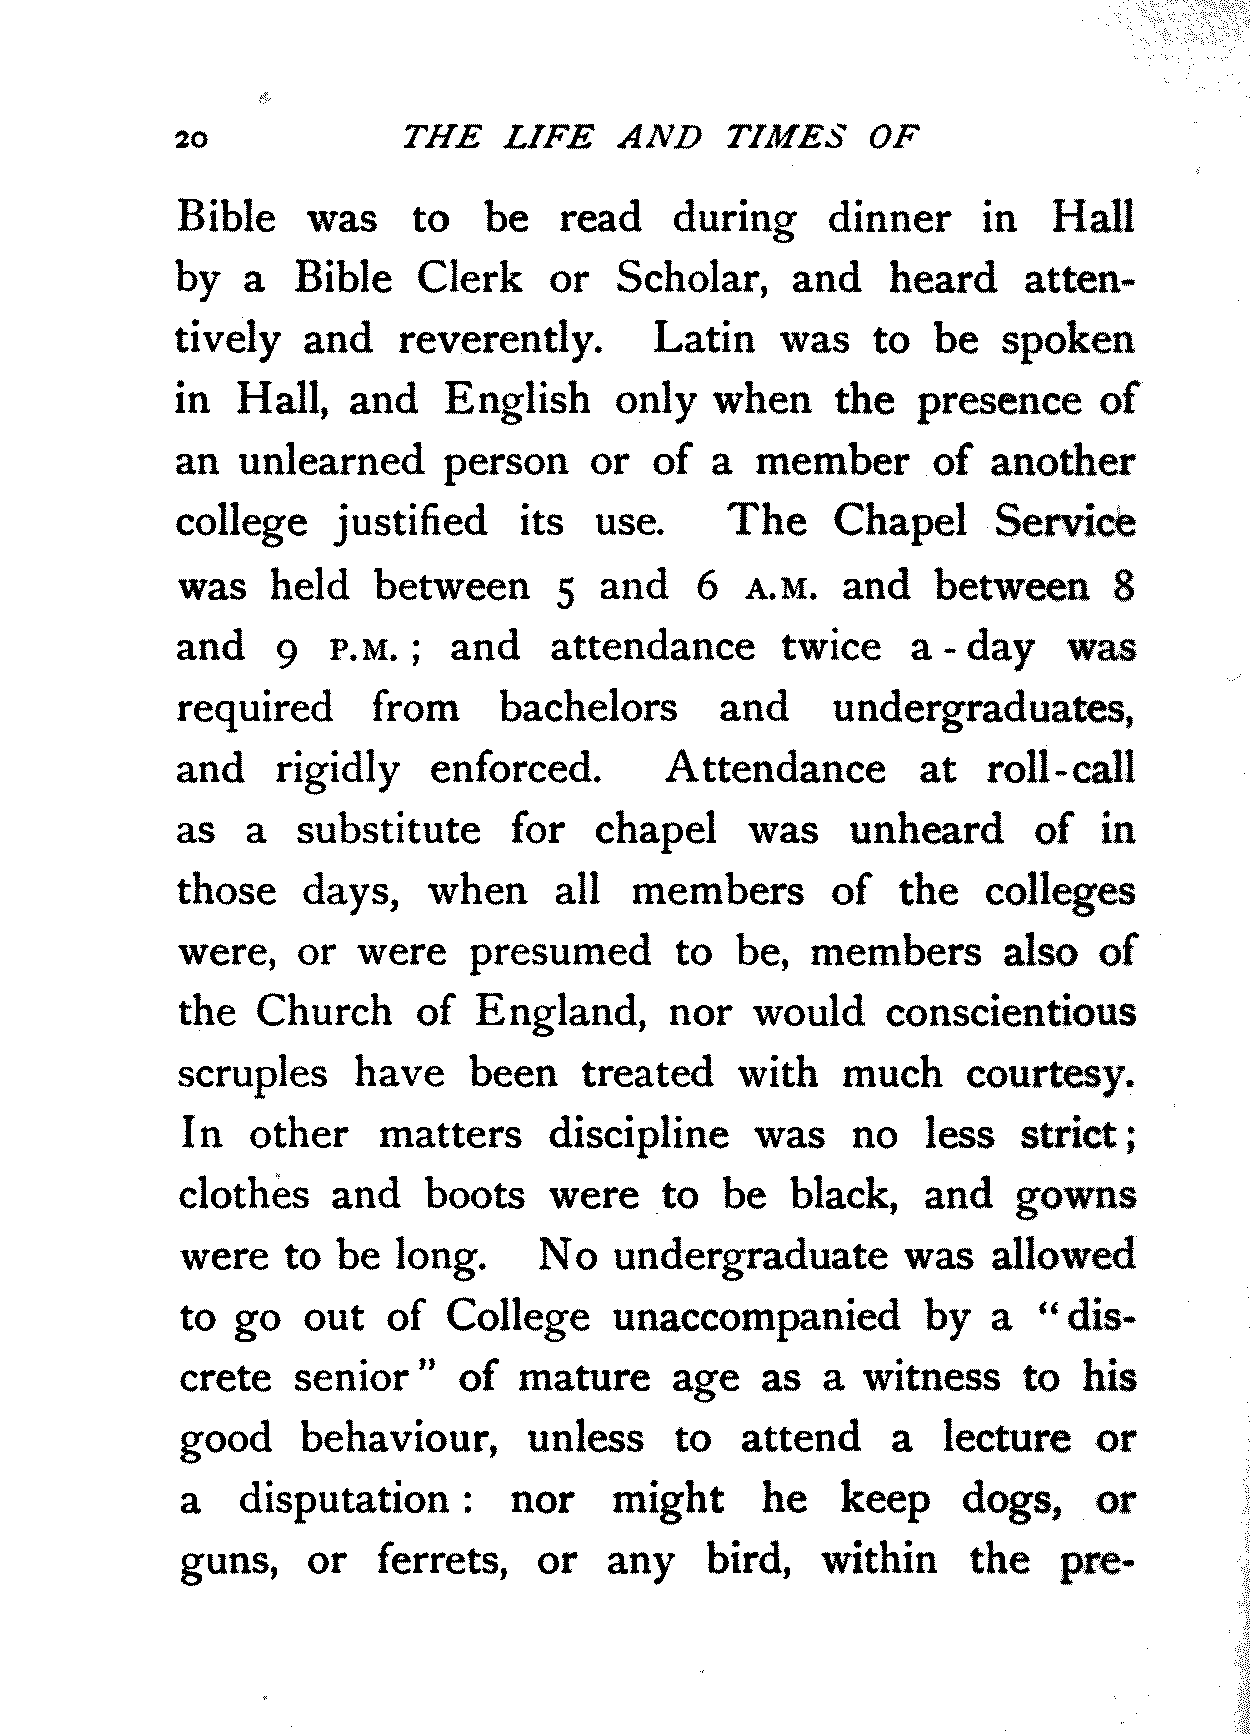 20 THE LIFE AND TIMES OF
Bible was to be read during dinner in Hall
by a Bible Clerk or Scholar, and heard atten-
tively and reverently. Latin was to be spoken
in Hall, and English only when the presence of
an unlearned person or of a member of another
college justified its use. The Chapel Service
was held between 5 and 6 A.M. and between 8
and 9 P.M. ; and attendance twice a-day was
required from bachelors and undergraduates,
and rigidly enforced. Attendance at roll-call
as a substitute for chapel was unheard of in
those days, when all members of the colleges
were, or were presumed to be, members also of
the Church of England, nor would conscientious
scruples have been treated with much courtesy.
In other matters discipline was no less strict ;
clothes and boots were to be black, and gowns
were to be long. No undergraduate was allowed
to go out of College unaccompanied by a "dis-
crete senior" of mature age as a witness to his
good behaviour, unless to attend a lecture or
a disputation : nor might he keep dogs, or
guns, or ferrets, or any bird, within the pre-